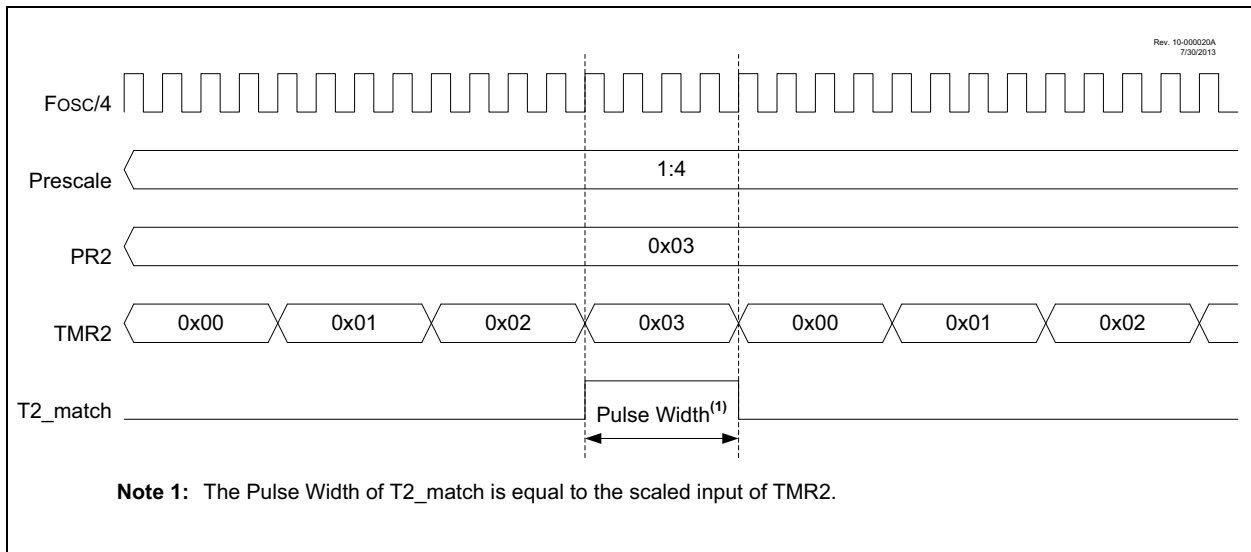 Rev. 10-000020A
7/30/2013
Fosc/4
Prescale
1:4
PR2
0x03
TMR2
0x00 0x01 0x02 0x03 0x00 0x01 0x02
T2_match
Pulse Width(1)
Note 1: The Pulse Width of T2_match is equal to the scaled input of TMR2.